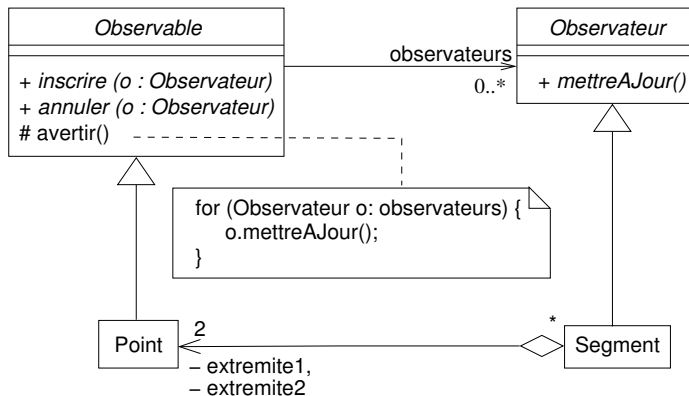 Observable
+ inscrire (o : Observateur)
+ annuler (o : Observateur)
# avertir()
observateurs
0..*
Observateur
+ mettreAJour()
for (Observateur o: observateurs) {
o.mettreAJour();
}
Point
2
– extremite1,
– extremite2
*
Segment